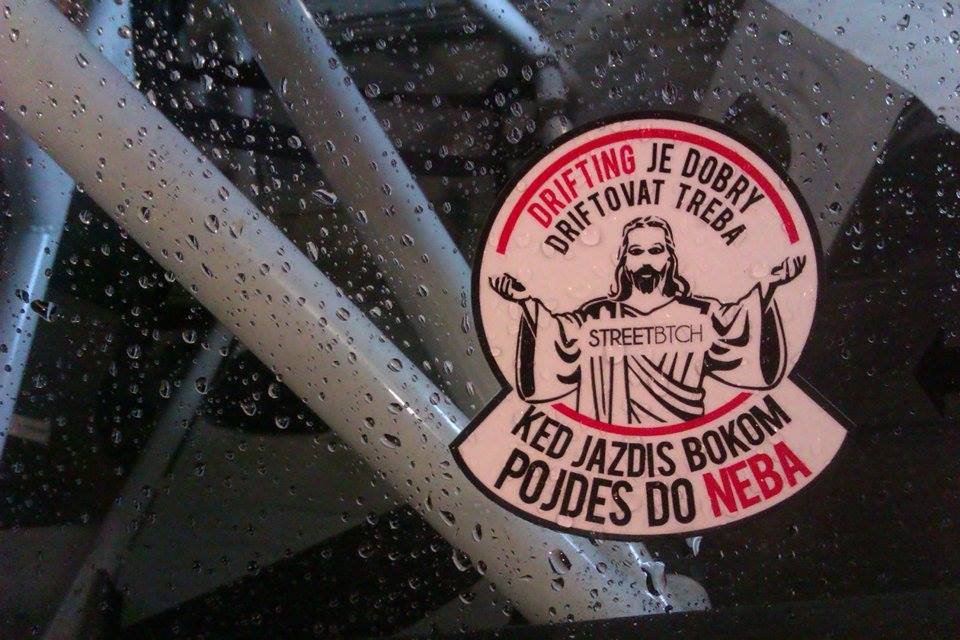 DRIFTING JE DOBRY
DRIFTOVAT TREBA
STREETBTCH
KED JAZDIS BOKOM
POJDES DO NEBA